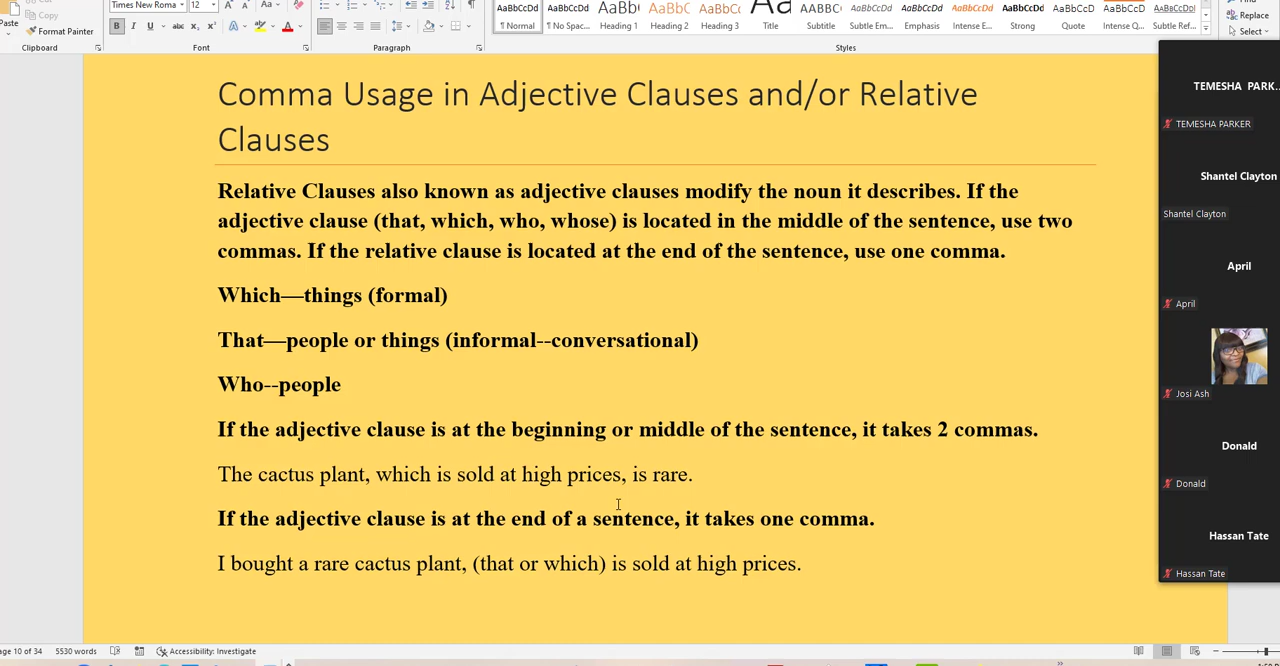 Paste
Cut
Copy
Format Painter
Clipboard
Times New Roma
12
Aa
Font
Paragraph
AaBbCcDd AaBbCcDd AaBbC AaBbC AaBbCc AaB AaBBC AaBbCcDd AaBbCcDd AaBbCcDd AaBbCcDd AaBbCcDd AaBbCcD AaBbCcDd
¶ Normal ¶ No Spac... Heading 1 Heading 2 Heading 3 Title Subtitle Subtle Em... Emphasis Intense E... Strong Quote Intense Q... Subtle Ref...
Styles
Replace
Select
Comma Usage in Adjective Clauses and/or Relative
Clauses
Relative Clauses also known as adjective clauses modify the noun it describes. If the
adjective clause (that, which, who, whose) is located in the middle of the sentence, use two
commas. If the relative clause is located at the end of the sentence, use one comma.
Which—things (formal)
That—people or things (informal--conversational)
Who--people
If the adjective clause is at the beginning or middle of the sentence, it takes 2 commas.
The cactus plant, which is sold at high prices, is rare.
If the adjective clause is at the end of a sentence, it takes one comma.
I bought a rare cactus plant, (that or which) is sold at high prices.
TEMESHA PARK...
TEMESHA PARKER
Shantel Clayton
Shantel Clayton
April
April
Josi Ash
Donald
Donald
Hassan Tate
Hassan Tate
age 10 of 34 5530 words Accessibility: Investigate